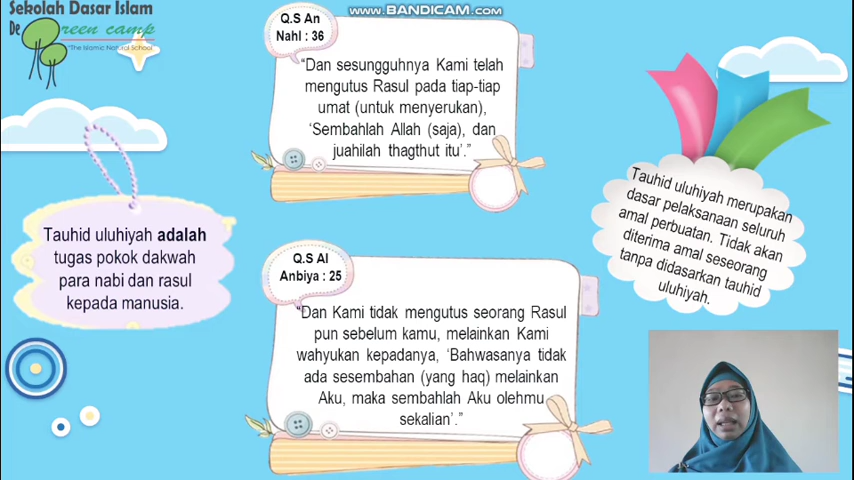 Sekolah Dasar Islam
De Green camp
"The Islamic Natural School"
www.BANDICAM.com
Q.S An
Nahl : 36
“Dan sesungguhnya Kami telah
mengutus Rasul pada tiap-tiap
umat (untuk menyerukan),
‘Sembahlah Allah (saja), dan
juahilah thagthut itu’.”
Tauhid uluhiyah adalah
tugas pokok dakwah
para nabi dan rasul
kepada manusia.
Q.S Al
Anbiya : 25
“Dan Kami tidak mengutus seorang Rasul
pun sebelum kamu, melainkan Kami
wahyukan kepadanya, ‘Bahwasanya tidak
ada sesembahan (yang haq) melainkan
Aku, maka sembahlah Aku olehmu
sekalian’.”
Tauhid uluhiyah merupakan
dasar pelaksanaan seluruh
amal perbuatan. Tidak akan
diterima amal seseorang
tanpa didasarkan tauhid
uluhiyah.